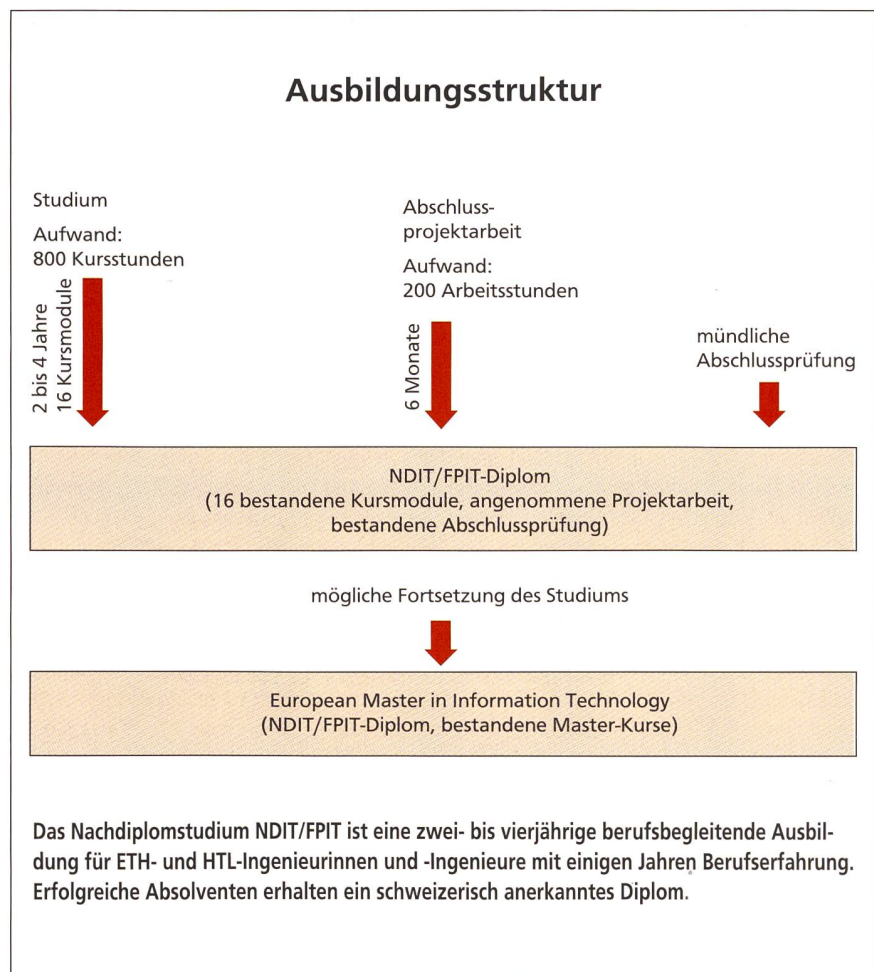 Ausbildungsstruktur
Studium
Aufwand:
800 Kursstunden
2 bis 4 Jahre
16 Kursmodule
Abschluss-
projektarbeit
Aufwand:
200 Arbeitsstunden
6 Monate
mündliche
Abschlussprüfung
NDIT/FPIT-Diplom
(16 bestandene Kursmodule, angenommene Projektarbeit,
bestandene Abschlussprüfung)
mögliche Fortsetzung des Studiums
European Master in Information Technology
(NDIT/FPIT-Diplom, bestandene Master-Kurse)
Das Nachdiplomstudium NDIT/FPIT ist eine zwei- bis vierjährige berufsbegleitende Ausbil-
dung für ETH- und HTL-Ingenieurinnen und -Ingenieure mit einigen Jahren Berufserfahrung.
Erfolgreiche Absolventen erhalten ein schweizerisch anerkanntes Diplom.